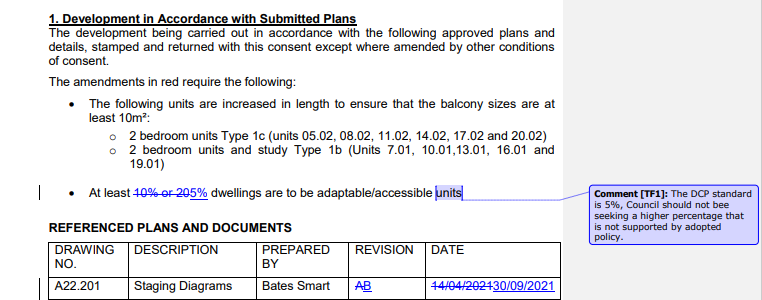 1. Development in Accordance with Submitted Plans
The development being carried out in accordance with the following approved plans and
details, stamped and returned with this consent except where amended by other conditions
of consent.
The amendments in red require the following:
• The following units are increased in length to ensure that the balcony sizes are at
least 10m²:
o 2 bedroom units Type 1c (units 05.02, 08.02, 11.02, 14.02, 17.02 and 20.02)
o 2 bedroom units and study Type 1b (Units 7.01, 10.01,13.01, 16.01 and
19.01)
• At least 10% or 205% dwellings are to be adaptable/accessible units
Comment [TF1]: The DCP standard
is 5%, Council should not bee
seeking a higher percentage that
is not supported by adopted
policy.
REFERENCED PLANS AND DOCUMENTS
DRAWING NO. DESCRIPTION PREPARED BY REVISION DATE
A22.201 Staging Diagrams Bates Smart AB 14/04/202130/09/2021